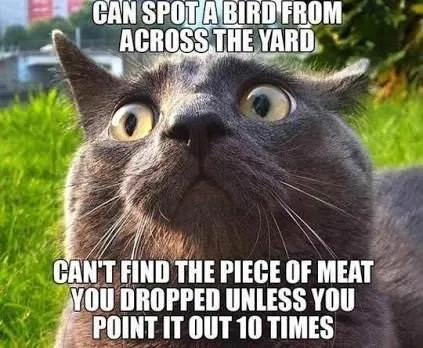 CAN SPOT A BIRD FROM
ACROSS THE YARD
CAN'T FIND THE PIECE OF MEAT
YOU DROPPED UNLESS YOU
POINT IT OUT 10 TIMES